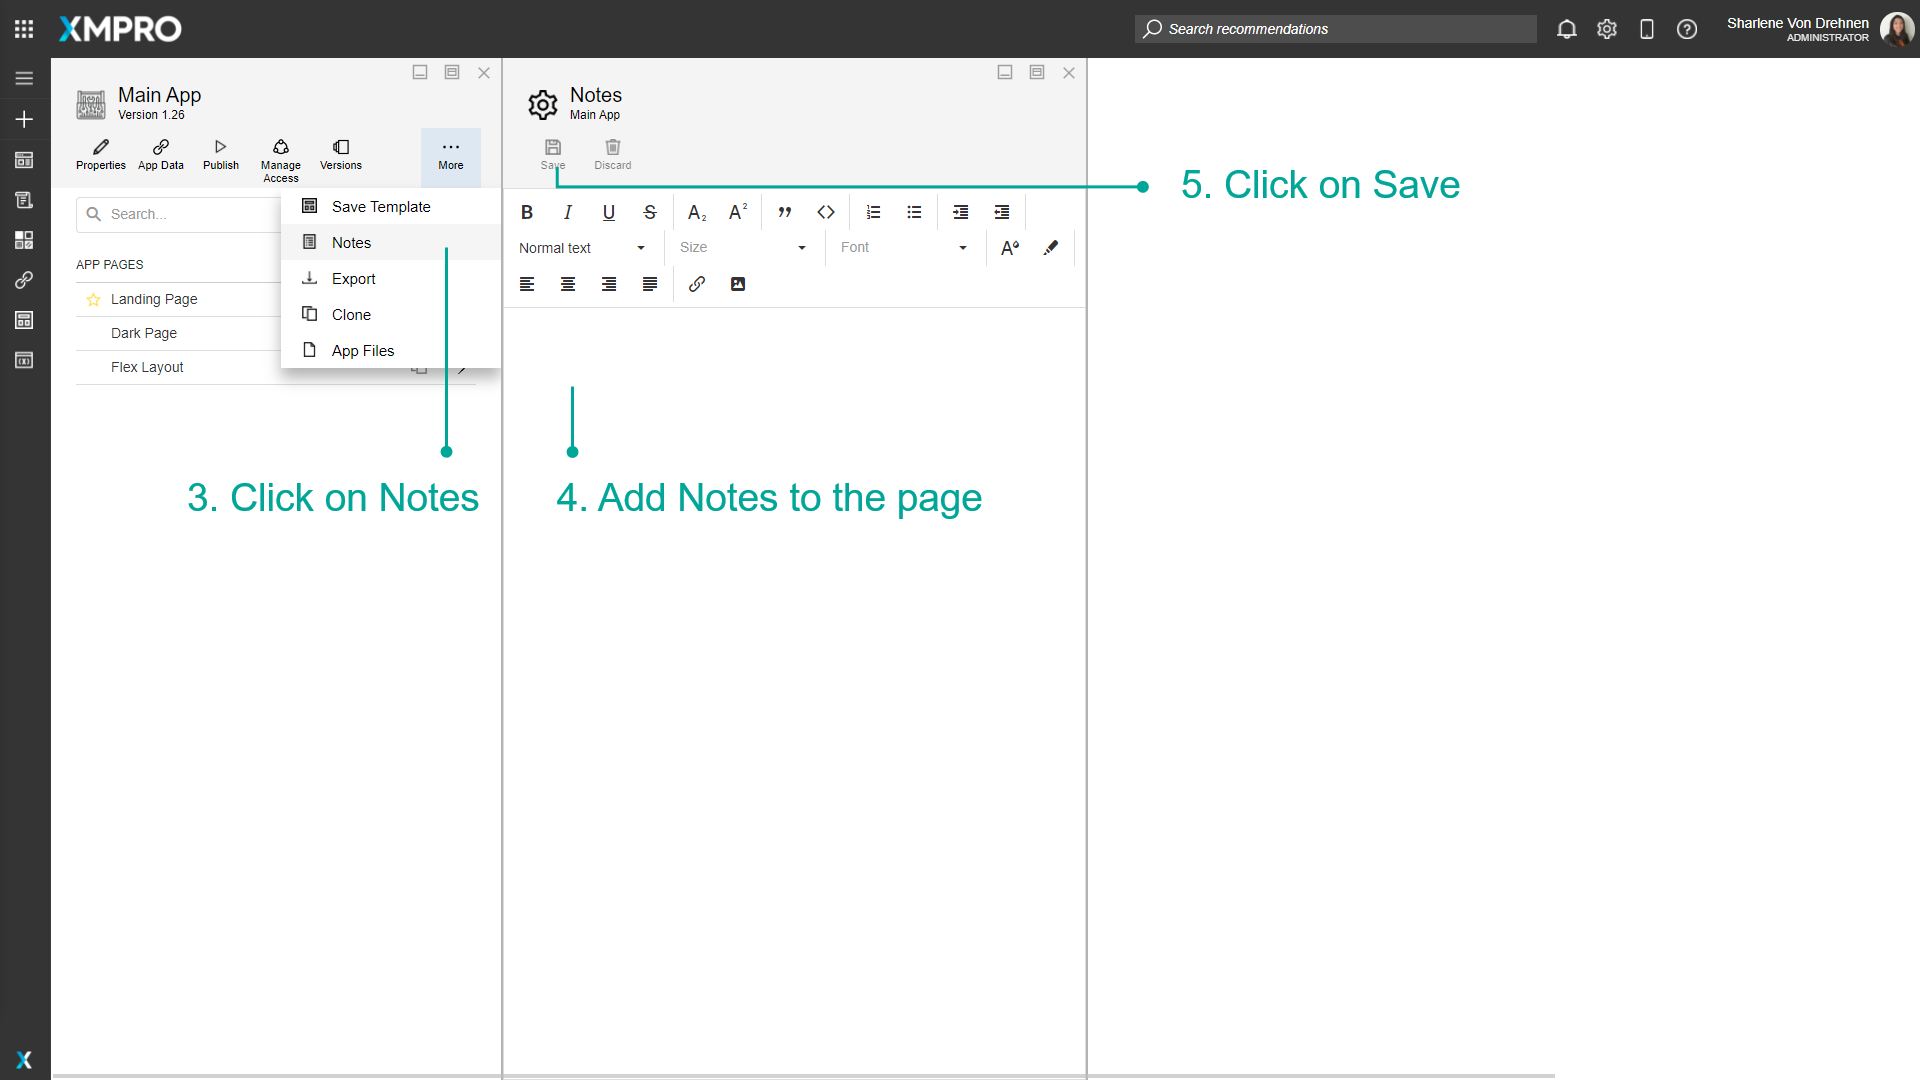 XMPRO
Search recommendations
Sharlene Von Drehnen
ADMINISTRATOR
Main App
Version 1.26
Properties
App Data
Publish
Manage
Access
Versions
More
Search...
APP PAGES
Landing Page
Dark Page
Flex Layout
Save Template
Notes
Export
Clone
App Files
3. Click on Notes
Notes
Main App
Save
Discard
Normal text
Size
Font
4. Add Notes to the page
5. Click on Save